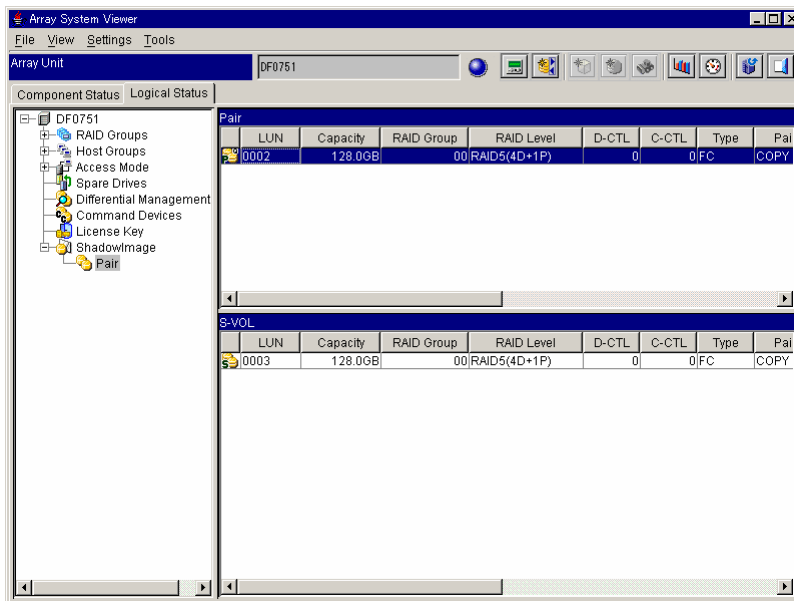 Array System Viewer
File View Settings Tools
Array Unit DF0751
Component Status Logical Status
DF0751
RAID Groups
Host Groups
Access Mode
Spare Drives
Differential Management
Command Devices
License Key
ShadowImage
Pair
Pair
LUN Capacity RAID Group RAID Level D-CTL C-CTL Type Pai
P 0002 128.0GB 00 RAID5(4D+1P) 0 0 FC COPY
S-VOL
LUN Capacity RAID Group RAID Level D-CTL C-CTL Type Pai
S 0003 128.0GB 00 RAID5(4D+1P) 0 0 FC COPY